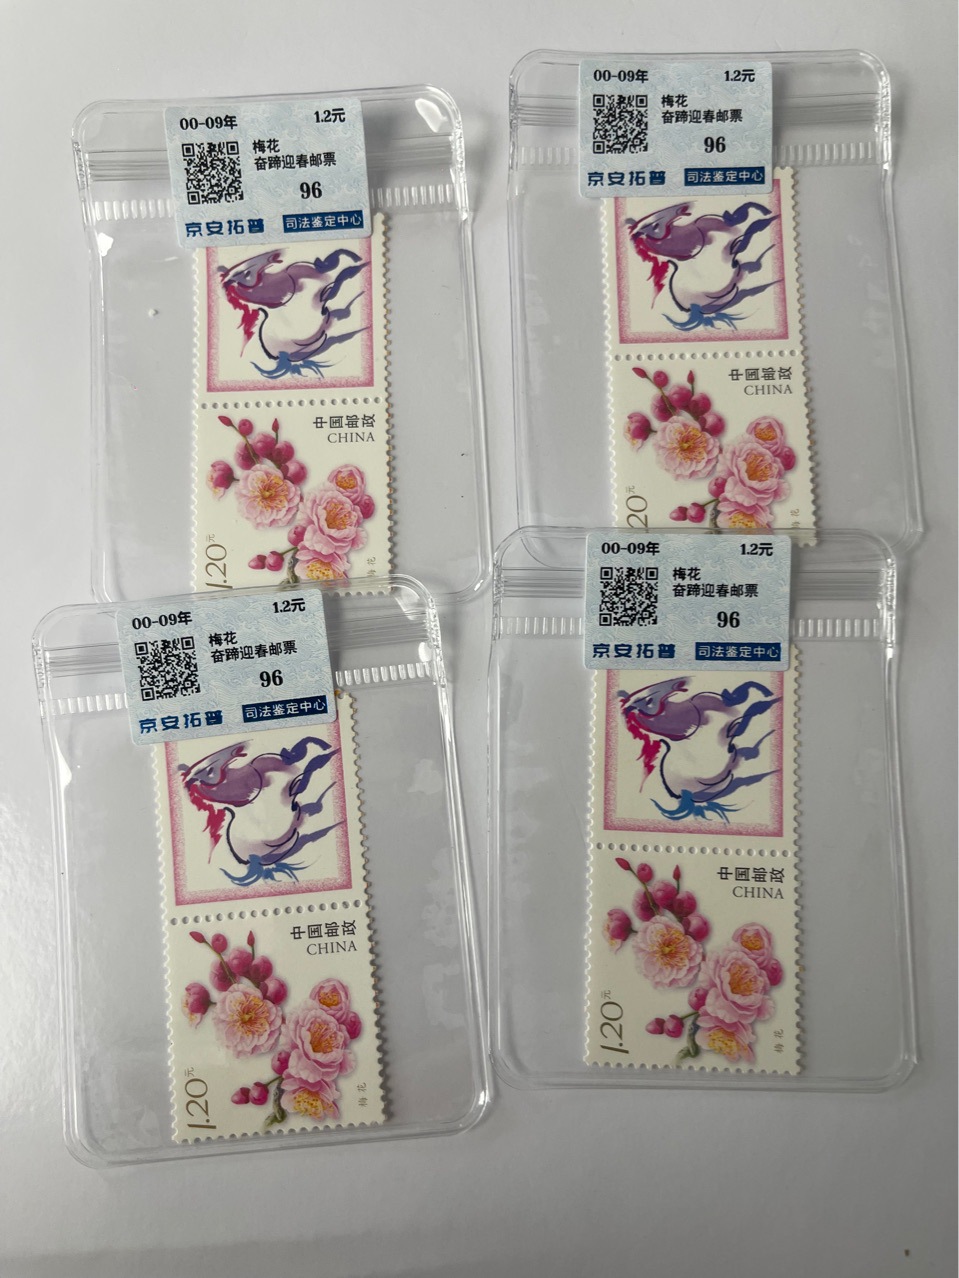 00-09年 1.2元
梅花
奋蹄迎春邮票
96
京安拓普 司法鉴定中心
中国邮政
CHINA
1.20元
梅花
00-09年 1.2元
梅花
奋蹄迎春邮票
96
京安拓普 司法鉴定中心
中国邮政
CHINA
20元
梅花
00-09年 1.2元
梅花
奋蹄迎春邮票
96
京安拓普 司法鉴定中心
中国邮政
CHINA
1.20元
梅花
00-09年 1.2元
梅花
奋蹄迎春邮票
96
京安拓普 司法鉴定中心
中国邮政
CHINA
1.20元
梅花